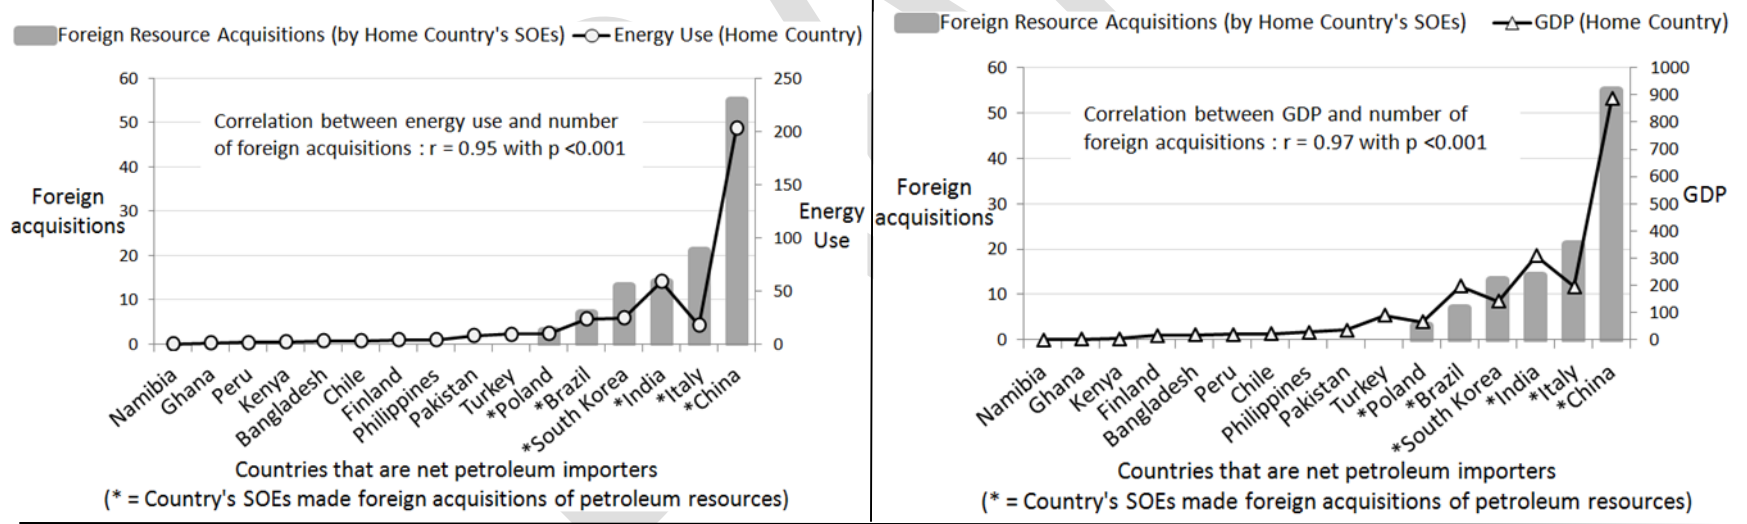 Foreign Resource Acquisitions (by Home Country's SOEs)
Energy Use (Home Country)
60
50
40
30
20
10
0
250
200
150
100
50
0
Correlation between energy use and number
of foreign acquisitions : r = 0.95 with p <0.001
Foreign
acquisitions
Energy
Use
Namibia
Ghana
Peru
Kenya
Bangladesh
Chile
Finland
Philippines
Pakistan
Turkey
*Poland
*Brazil
*South Korea
*India
*Italy
*China
Countries that are net petroleum importers
(* = Country's SOEs made foreign acquisitions of petroleum resources)
Foreign Resource Acquisitions (by Home Country's SOEs)
GDP (Home Country)
60
50
40
30
20
10
0
1000
900
800
700
600
500
400
300
200
100
0
Correlation between GDP and number of
foreign acquisitions : r = 0.97 with p <0.001
Foreign
acquisitions
GDP
Namibia
Ghana
Kenya
Finland
Bangladesh
Peru
Chile
Philippines
Pakistan
Turkey
*Poland
*Brazil
*South Korea
*India
*Italy
*China
Countries that are net petroleum importers
(* = Country's SOEs made foreign acquisitions of petroleum resources)